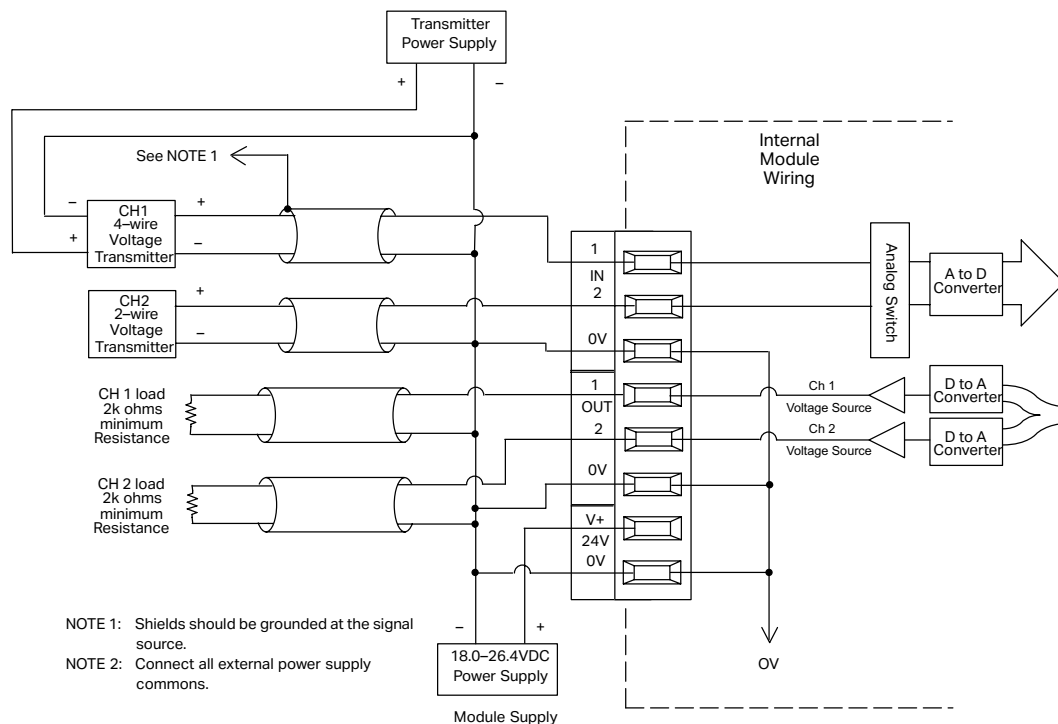 Transmitter
Power Supply
+
–
See NOTE 1
Internal
Module
Wiring
–
+
CH1
4–wire
Voltage
Transmitter
+
–
CH2
2–wire
Voltage
Transmitter
+
–
CH 1 load
2k ohms
minimum
Resistance
CH 2 load
2k ohms
minimum
Resistance
1
IN
2
0V
1
OUT
2
0V
V+
24V
0V
Analog Switch
A to D
Converter
Ch 1
Voltage Source
D to A
Converter
Ch 2
Voltage Source
D to A
Converter
OV
NOTE 1: Shields should be grounded at the signal
source.
NOTE 2: Connect all external power supply
commons.
–
+
18.0–26.4VDC
Power Supply
Module Supply